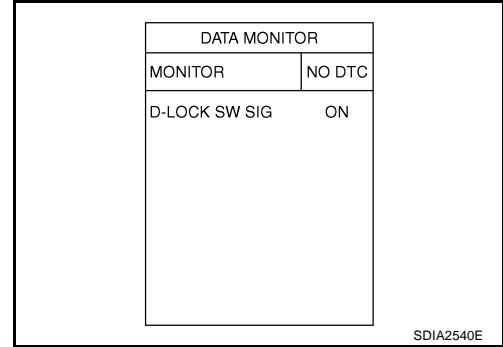 DATA MONITOR
MONITOR NO DTC
D-LOCK SW SIG ON
SDIA2540E